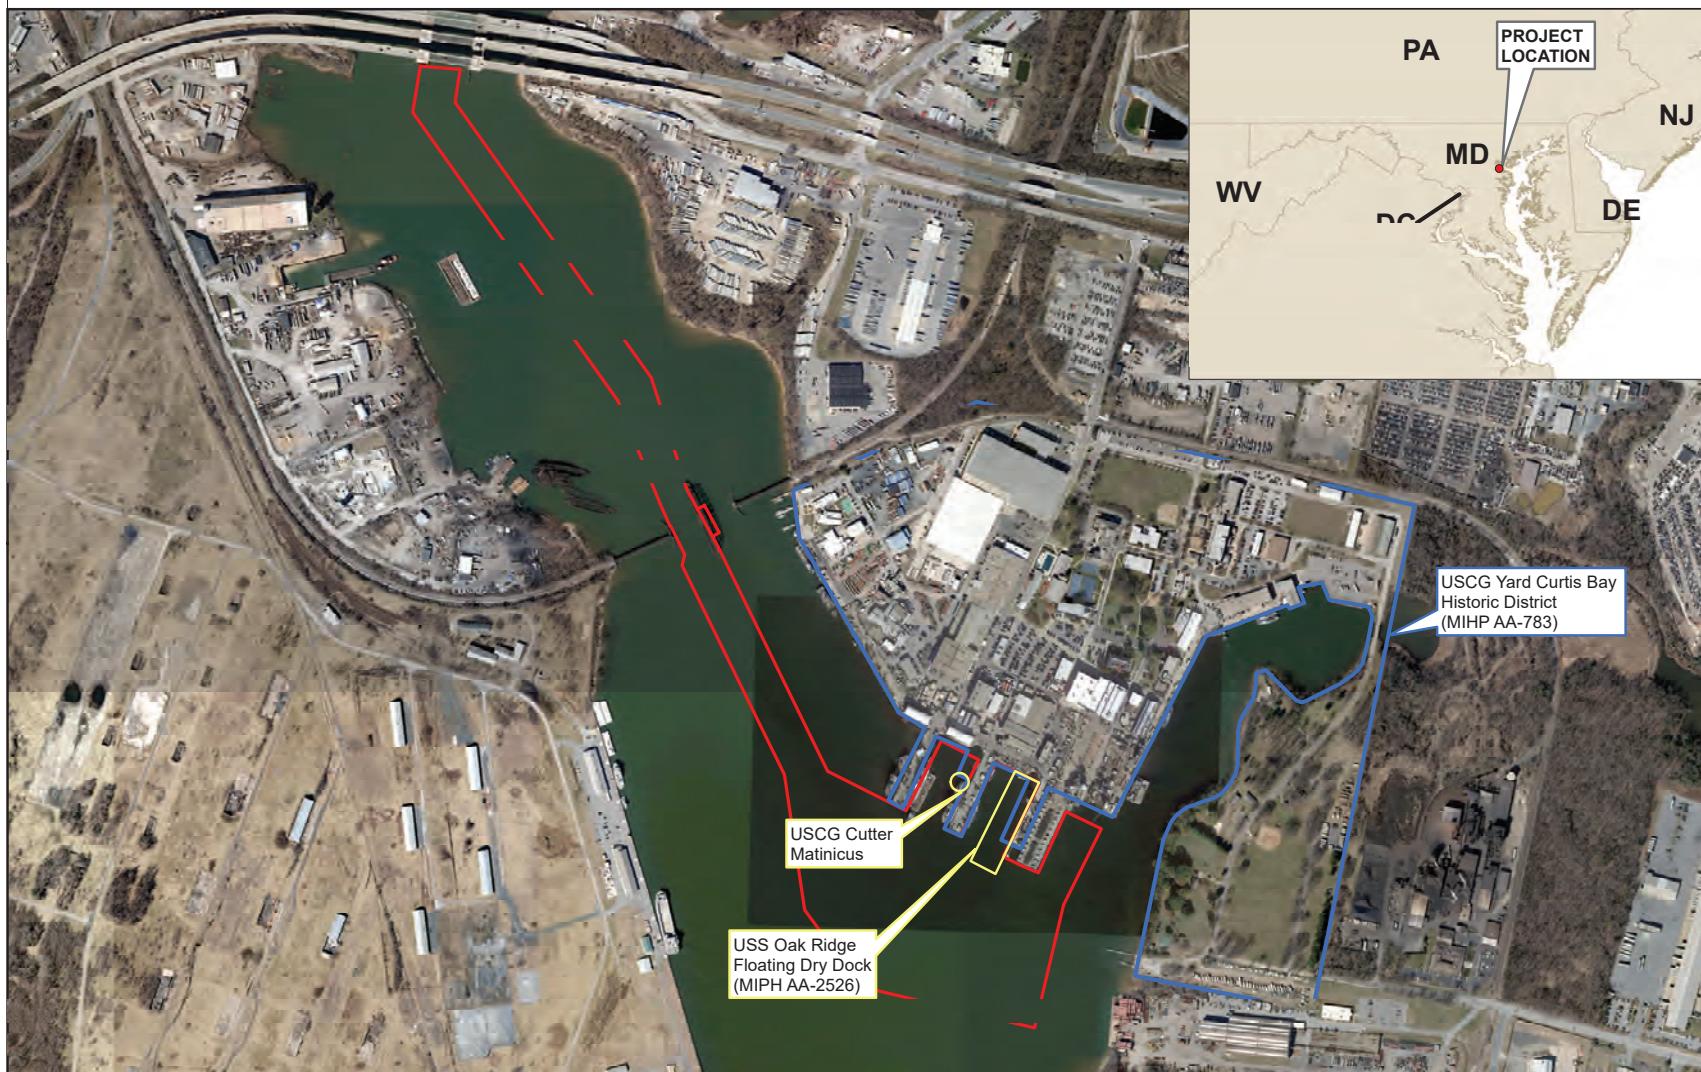 PROJECT
LOCATION
PA
NJ
MD
WV
DC
DE
USCG Yard Curtis Bay
Historic District
(MIHP AA-783)
USCG Cutter
Matinicus
USS Oak Ridge
Floating Dry Dock
(MIPH AA-2526)